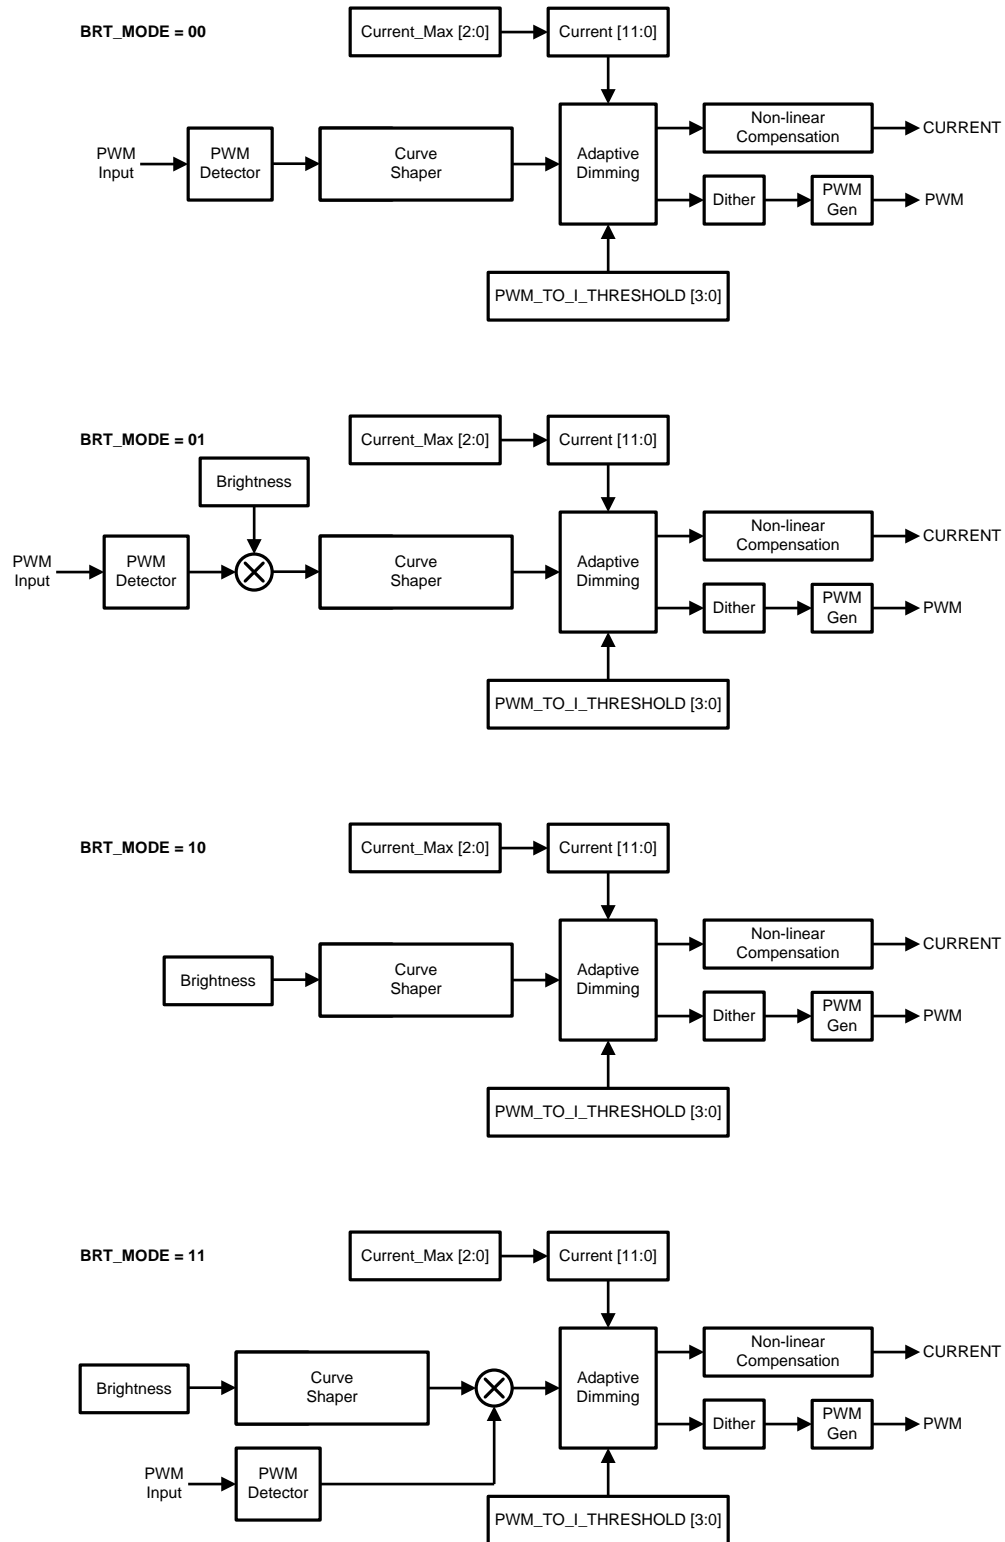 BRT_MODE = 00
Current_Max [2:0]
Current [11:0]
PWM
Input
PWM
Detector
Curve
Shaper
Adaptive
Dimming
Non-linear
Compensation
CURRENT
Dither
PWM
Gen
PWM
PWM_TO_I_THRESHOLD [3:0]
BRT_MODE = 01
Current_Max [2:0]
Current [11:0]
Brightness
PWM
Input
PWM
Detector
Curve
Shaper
Adaptive
Dimming
Non-linear
Compensation
CURRENT
Dither
PWM
Gen
PWM
PWM_TO_I_THRESHOLD [3:0]
BRT_MODE = 10
Current_Max [2:0]
Current [11:0]
Brightness
Curve
Shaper
Adaptive
Dimming
Non-linear
Compensation
CURRENT
Dither
PWM
Gen
PWM
PWM_TO_I_THRESHOLD [3:0]
BRT_MODE = 11
Current_Max [2:0]
Current [11:0]
Brightness
Curve
Shaper
Adaptive
Dimming
Non-linear
Compensation
CURRENT
Dither
PWM
Gen
PWM
PWM
Input
PWM
Detector
PWM_TO_I_THRESHOLD [3:0]